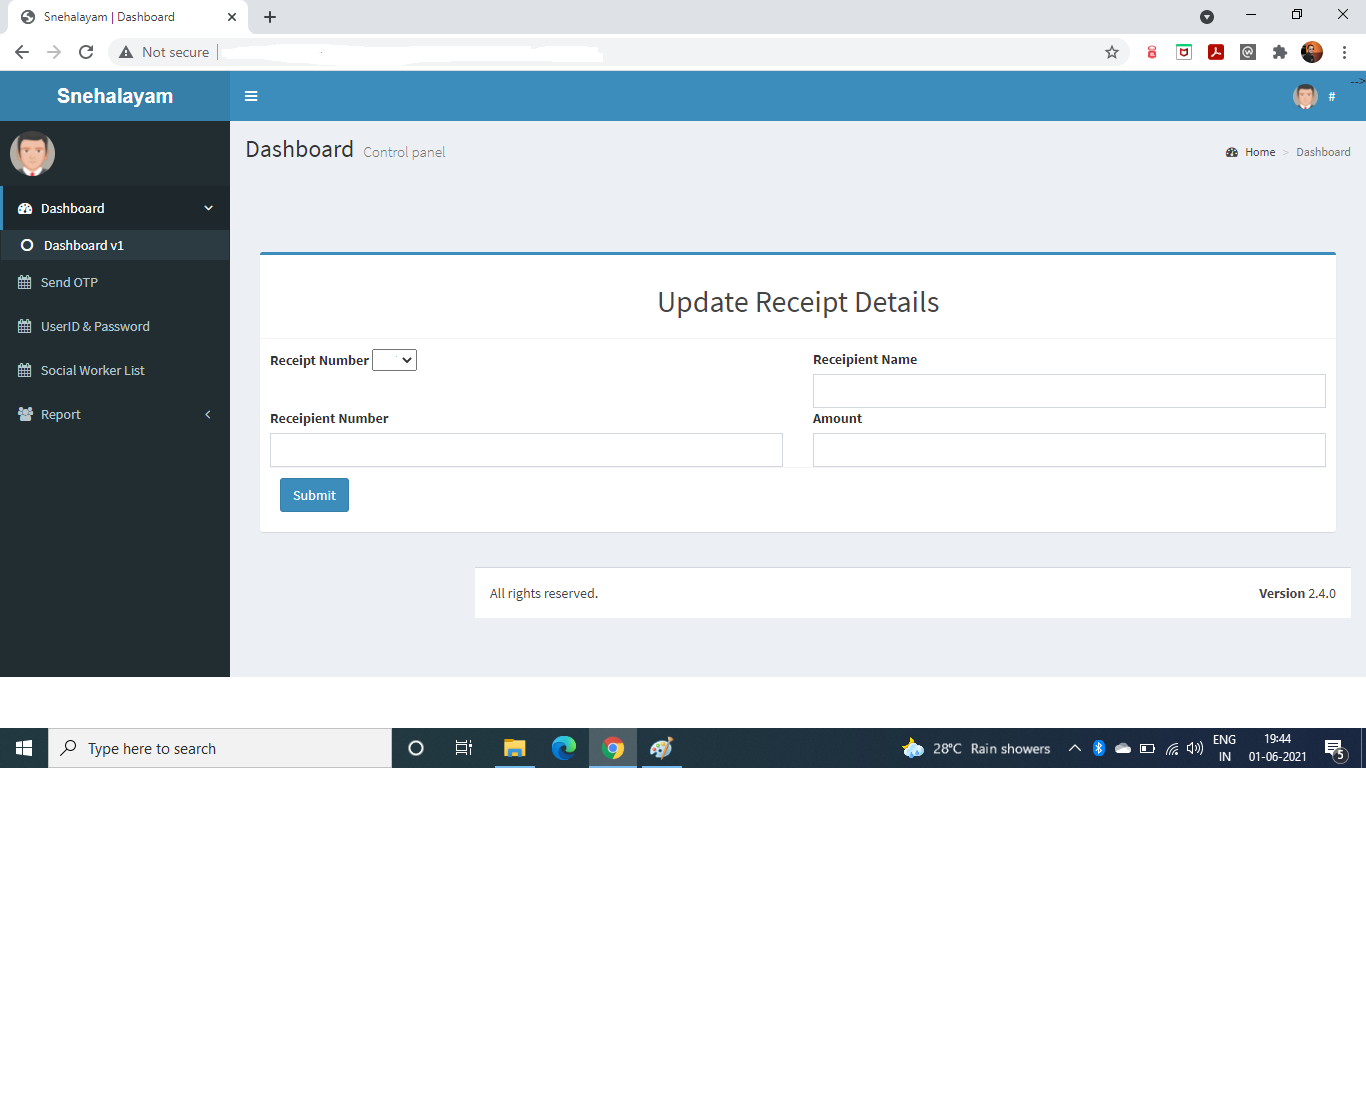 Snehalayam | Dashboard
Not secure
Snehalayam
#
-->
Dashboard Control panel
Home > Dashboard
Dashboard
Dashboard v1
Send OTP
UserID & Password
Social Worker List
Report
Update Receipt Details
Receipt Number
Receipient Name
Receipient Number
Amount
Submit
All rights reserved.
Version 2.4.0
Type here to search
28°C Rain showers
ENG
IN
19:44
01-06-2021
5